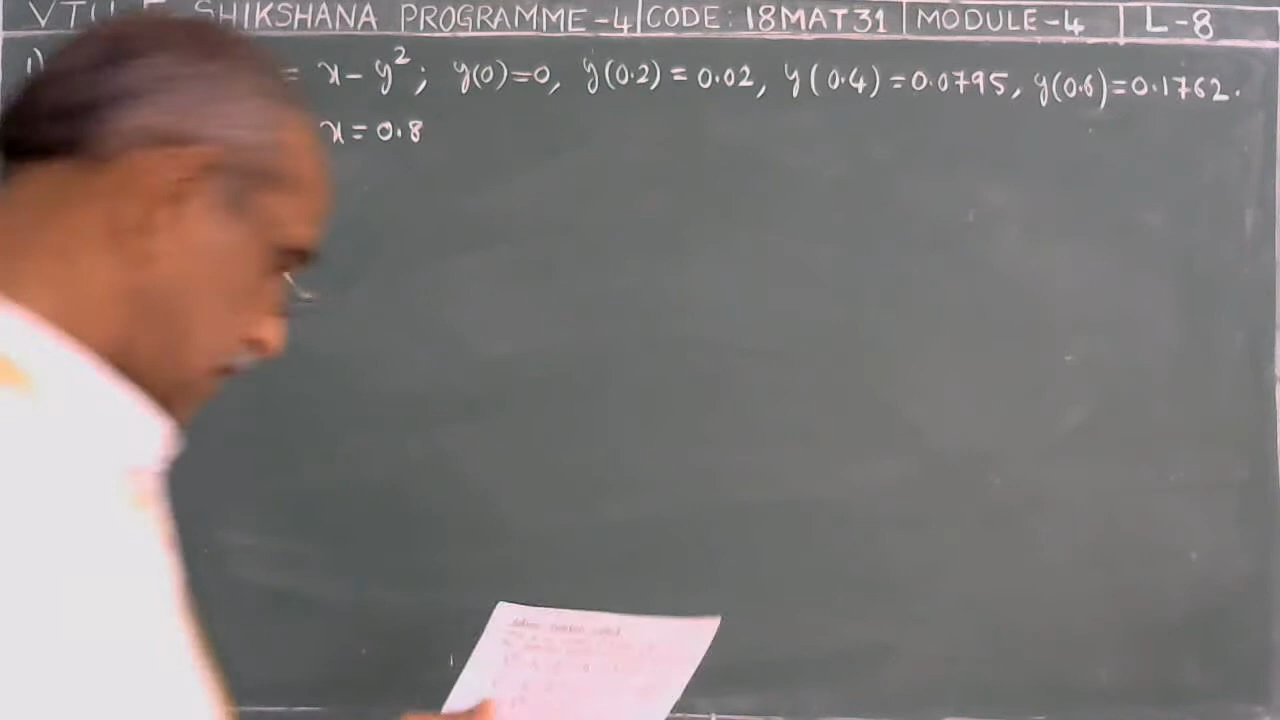 VTU E SHIKSHANA PROGRAMME-4 CODE: 18MAT31 MODULE-4 L-8
1) = x - y²; y(0)=0, y(0.2) = 0.02, y(0.4) = 0.0795, y(0.6)=0.1762.
x = 0.8